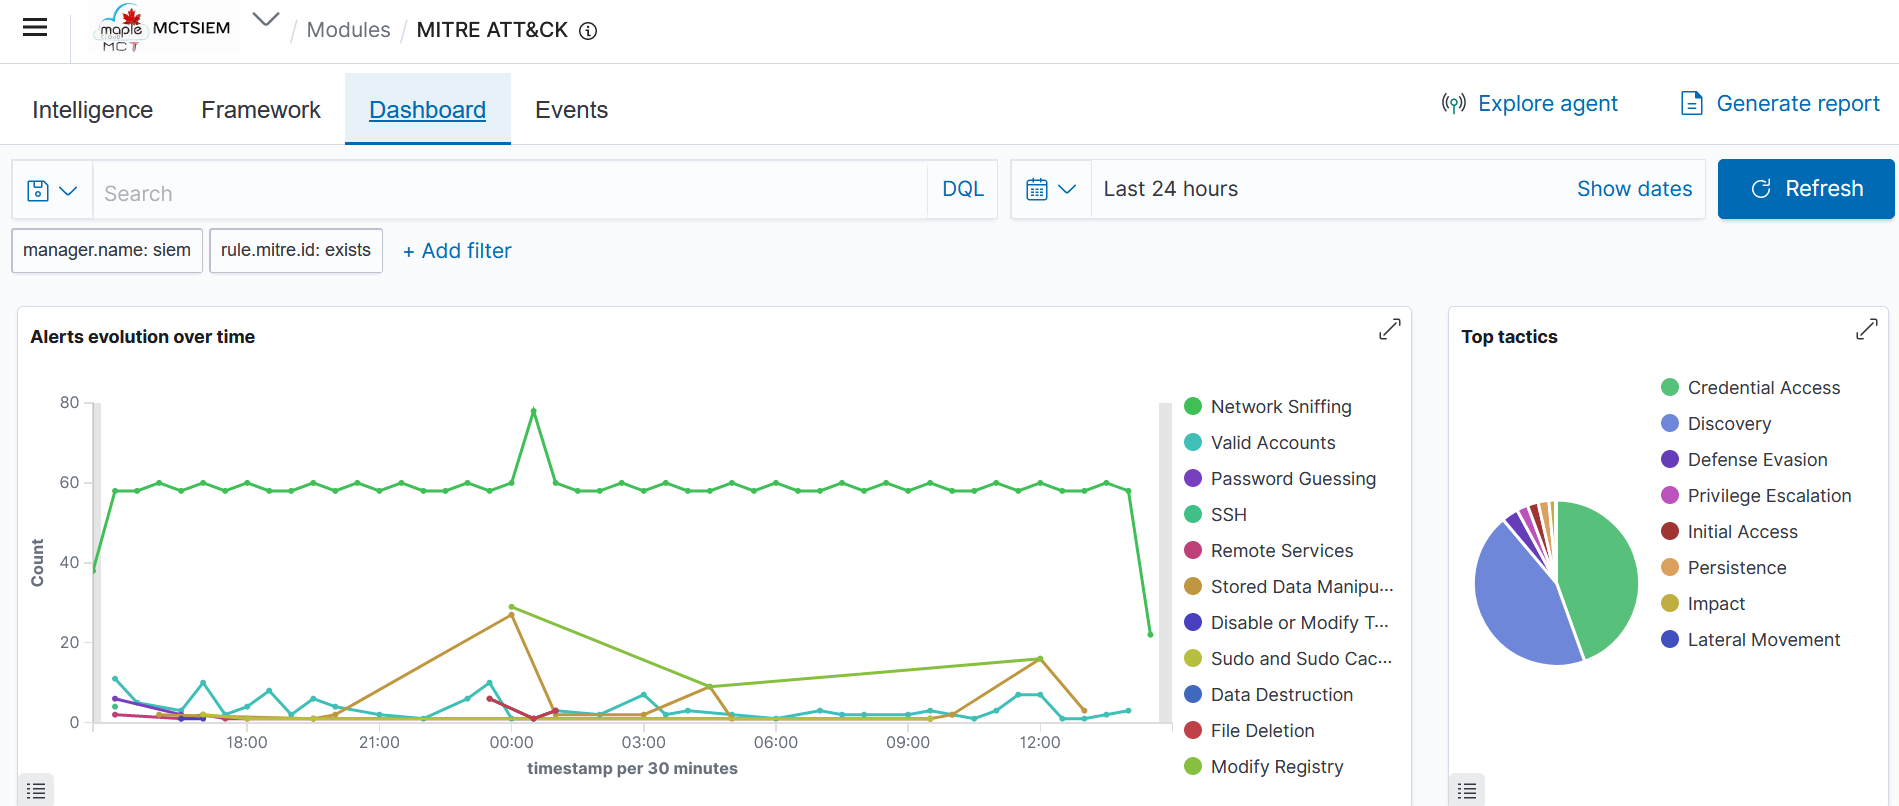 maple
CLOUD
MCT
MCTSIEM / Modules / MITRE ATT&CK
Intelligence Framework Dashboard Events
Explore agent Generate report
Search DQL Last 24 hours Show dates Refresh
manager.name: siem rule.mitre.id: exists + Add filter
Alerts evolution over time
80
60
40
20
0
Count
18:00 21:00 00:00 03:00 06:00 09:00 12:00
timestamp per 30 minutes
Network Sniffing
Valid Accounts
Password Guessing
SSH
Remote Services
Stored Data Manipu...
Disable or Modify T...
Sudo and Sudo Cac...
Data Destruction
File Deletion
Modify Registry
Top tactics
Credential Access
Discovery
Defense Evasion
Privilege Escalation
Initial Access
Persistence
Impact
Lateral Movement